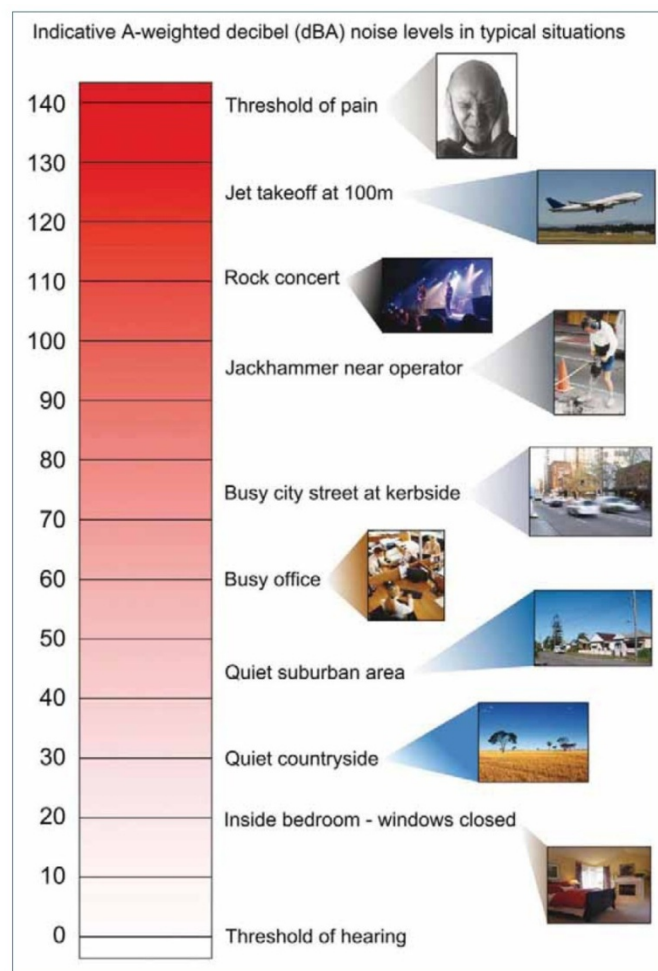 Indicative A-weighted decibel (dBA) noise levels in typical situations
140
Threshold of pain
130
Jet takeoff at 100m
120
110
Rock concert
100
Jackhammer near operator
90
80
Busy city street at kerbside
70
60
Busy office
50
Quiet suburban area
40
30
Quiet countryside
20
Inside bedroom - windows closed
10
0
Threshold of hearing